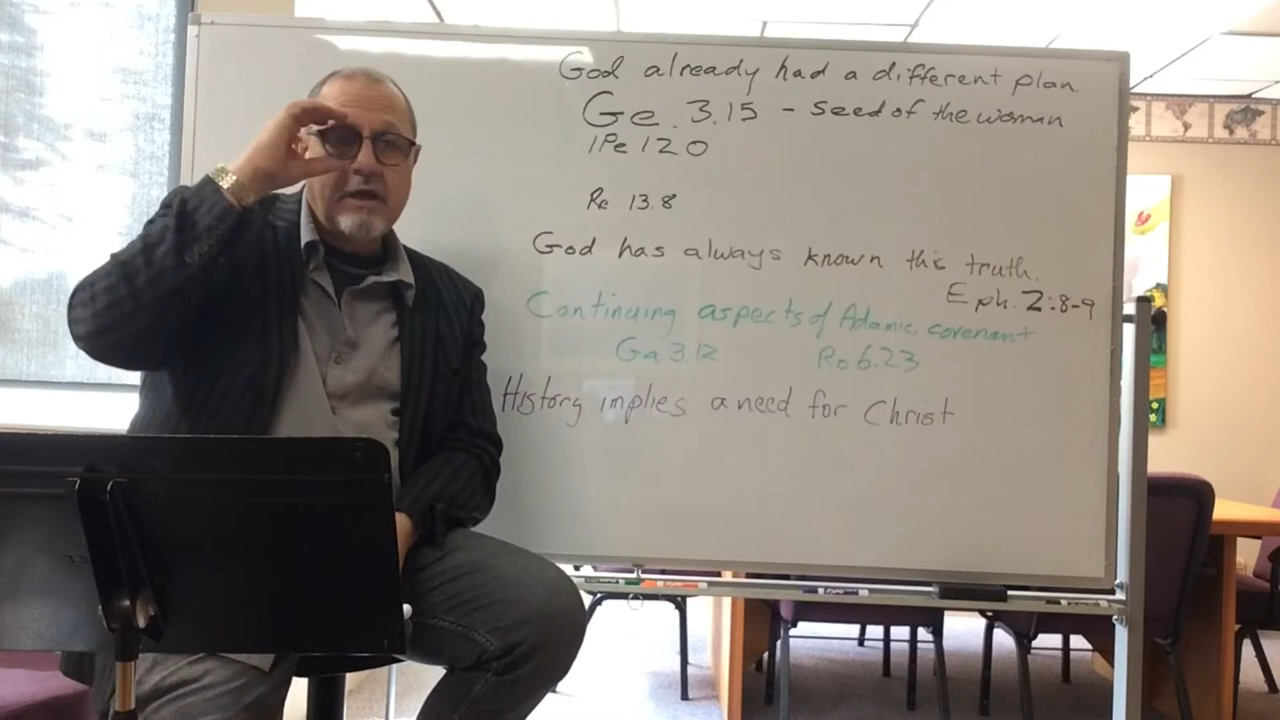 God already had a different plan.
Ge. 3.15 - seed of the woman
1Pe 120
Re 13.8
God has always known this truth.
Eph. 2:8-9
Continuing aspects of Adamic covenant
Ga 3.12 Ro 6.23
History implies a need for Christ